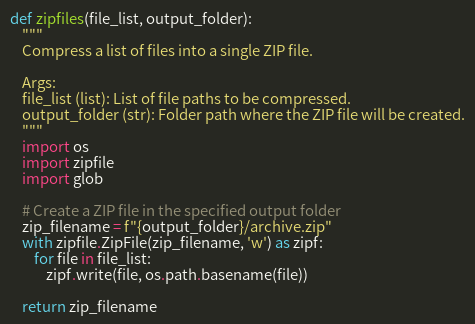 def zipfiles(file_list, output_folder):
    """
    Compress a list of files into a single ZIP file.

    Args:
    file_list (list): List of file paths to be compressed.
    output_folder (str): Folder path where the ZIP file will be created.
    """
    import os
    import zipfile
    import glob

    # Create a ZIP file in the specified output folder
    zip_filename = f"{output_folder}/archive.zip"
    with zipfile.ZipFile(zip_filename, 'w') as zipf:
        for file in file_list:
            zipf.write(file, os.path.basename(file))

    return zip_filename